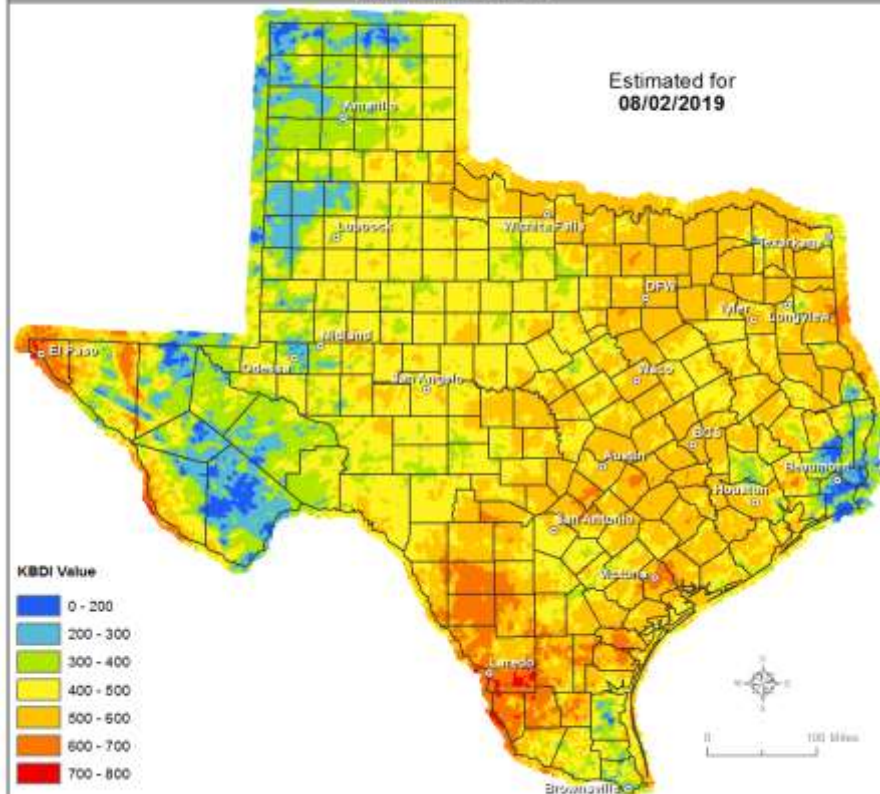 Estimated for
08/02/2019
Amarillo
Lubbock
Wichita Falls
Texarkana
DFW
Tyler
Longview
El Paso
Midland
Odessa
San Angelo
Waco
BCS
Austin
Beaumont
Houston
San Antonio
Victoria
Laredo
Brownsville
KBDI Value
0 - 200
200 - 300
300 - 400
400 - 500
500 - 600
600 - 700
700 - 800
0 100 Miles